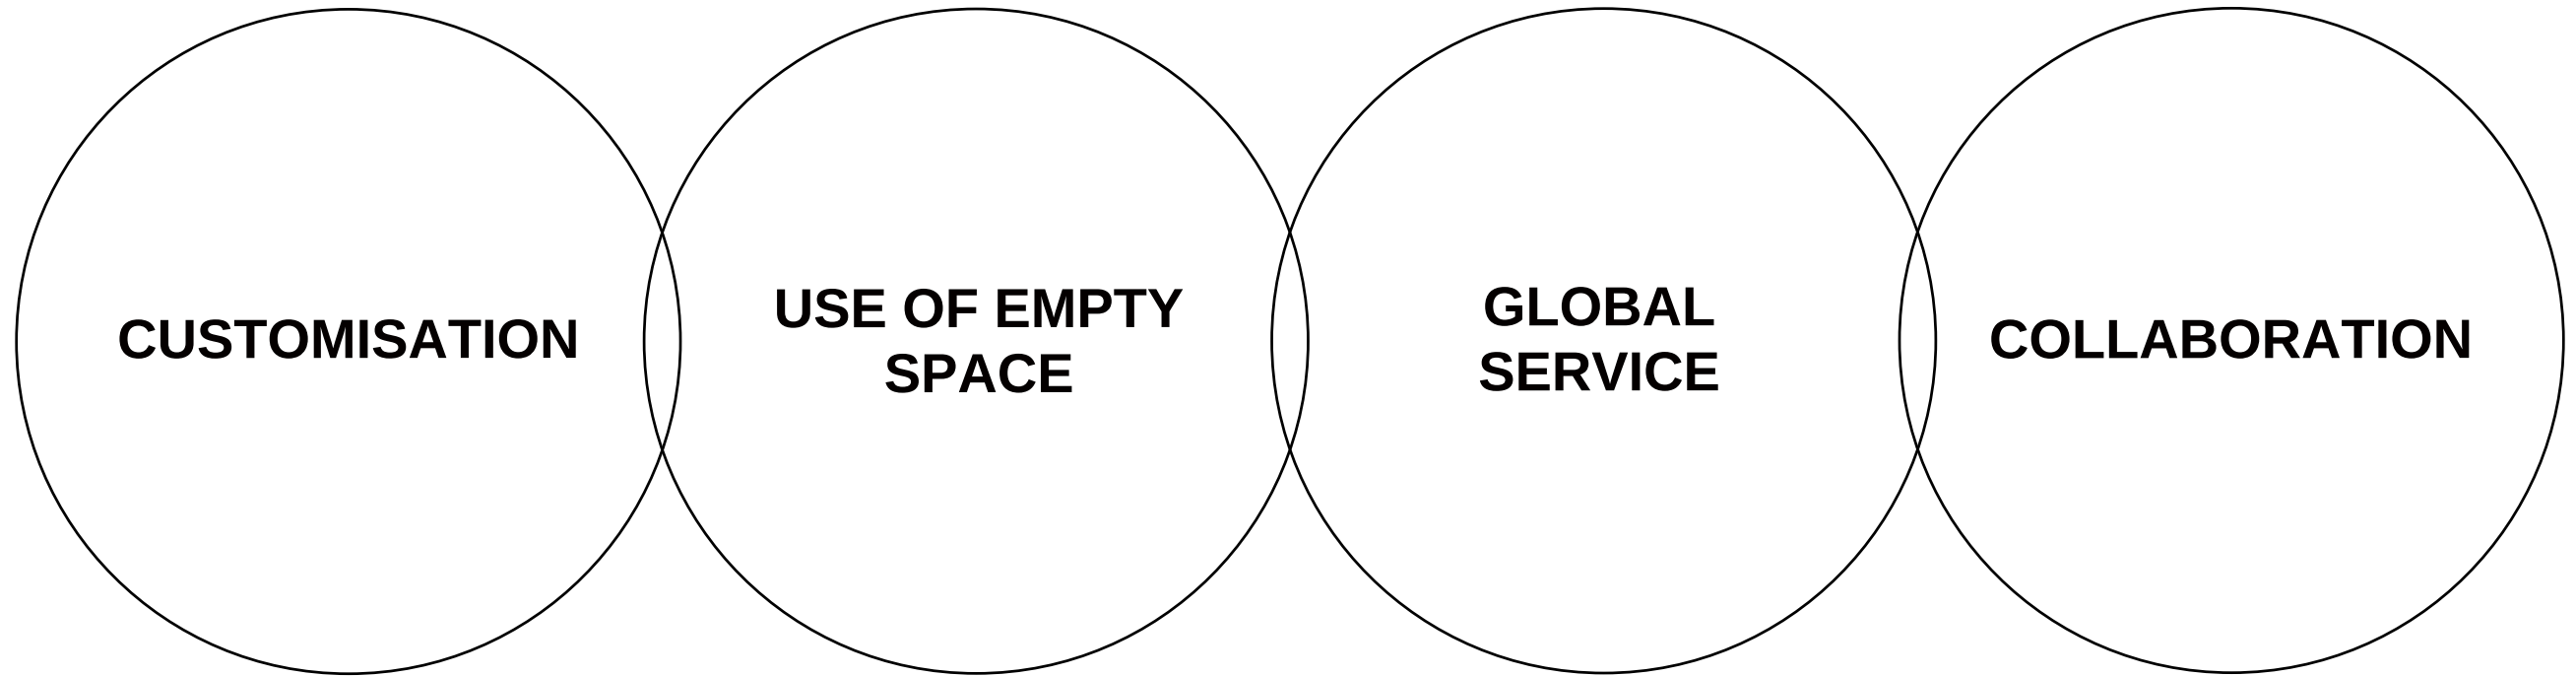 CUSTOMISATION
USE OF EMPTY
SPACE
GLOBAL
SERVICE
COLLABORATION